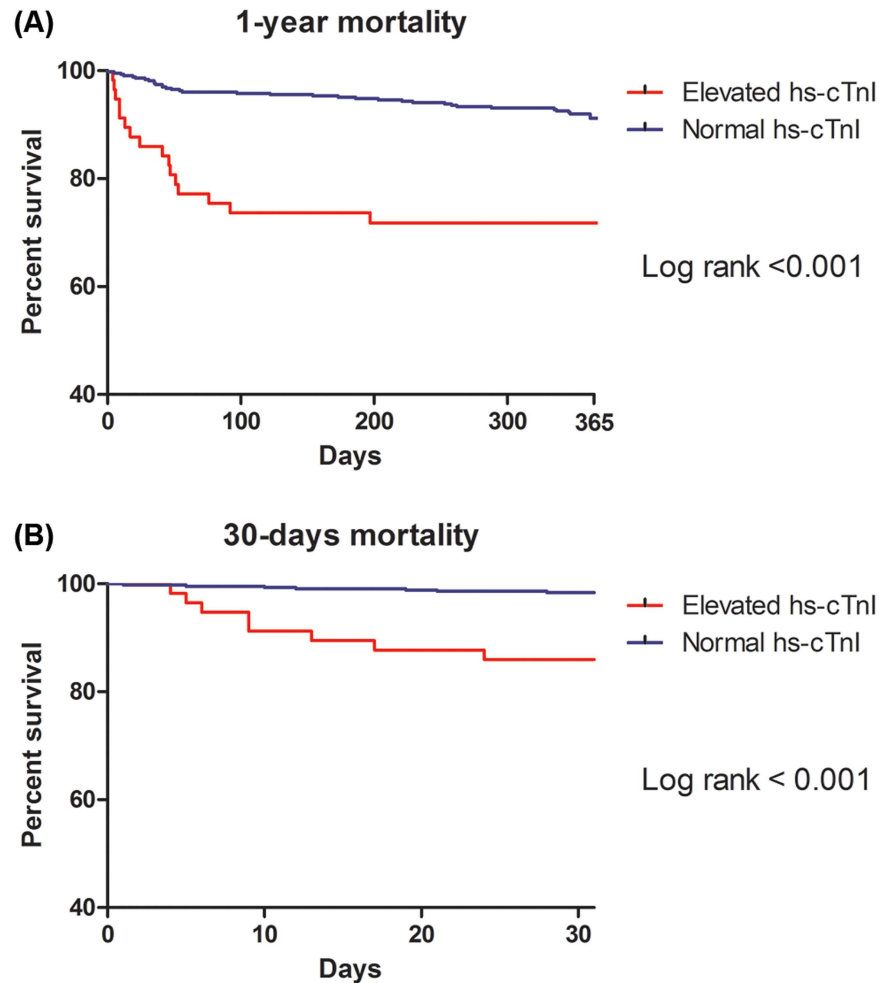 (A)
1-year mortality
100
80
60
40
Percent survival
0 100 200 300 365
Days
Elevated hs-cTnI
Normal hs-cTnI
Log rank <0.001
(B)
30-days mortality
100
80
60
40
Percent survival
0 10 20 30
Days
Elevated hs-cTnI
Normal hs-cTnI
Log rank < 0.001